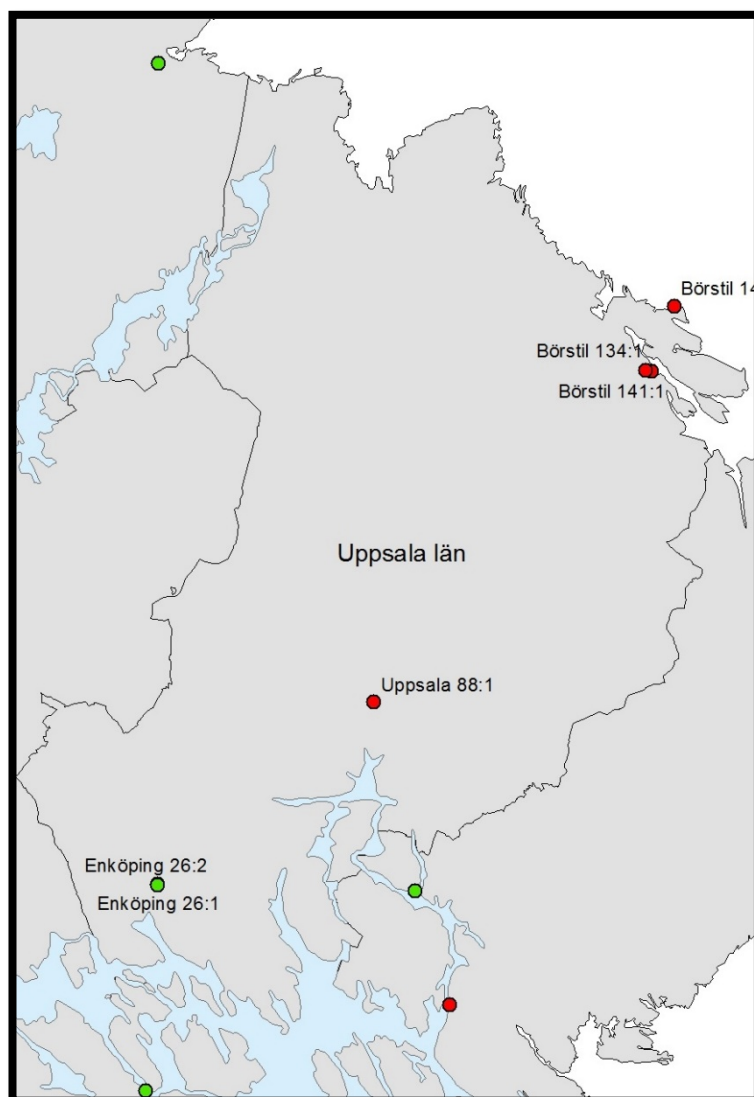 Börstil 14
Börstil 134:1
Börstil 141:1
Uppsala län
Uppsala 88:1
Enköping 26:2
Enköping 26:1